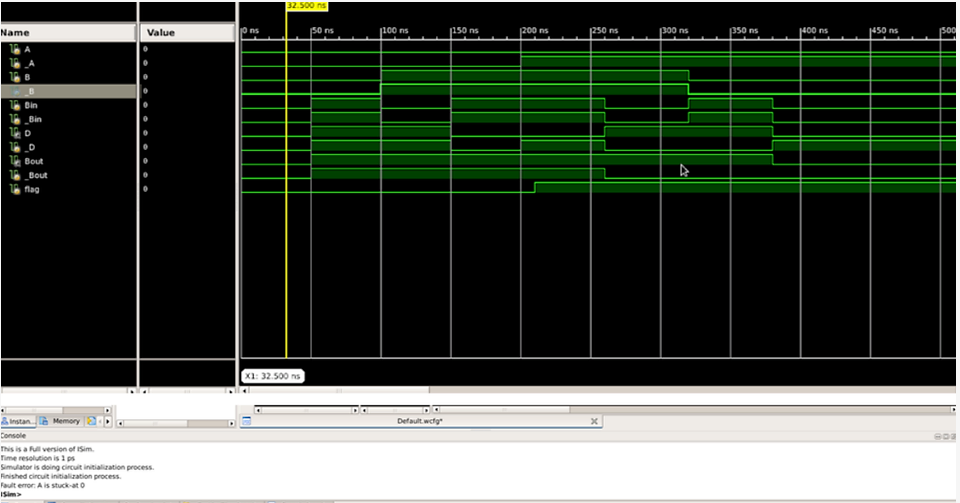 32.500 ns
Name Value
0 ns 50 ns 100 ns 150 ns 200 ns 250 ns 300 ns 350 ns 400 ns 450 ns 500
A 0
_A 0
B 0
_B 0
Bin 0
_Bin 0
D 0
_D 0
Bout 0
_Bout 0
flag 0
X1: 32.500 ns
Instan... Memory Default.wcfg*
Console
This is a Full version of ISim.
Time resolution is 1 ps
Simulator is doing circuit initialization process.
Finished circuit initialization process.
Fault error: A is stuck-at 0
ISim>